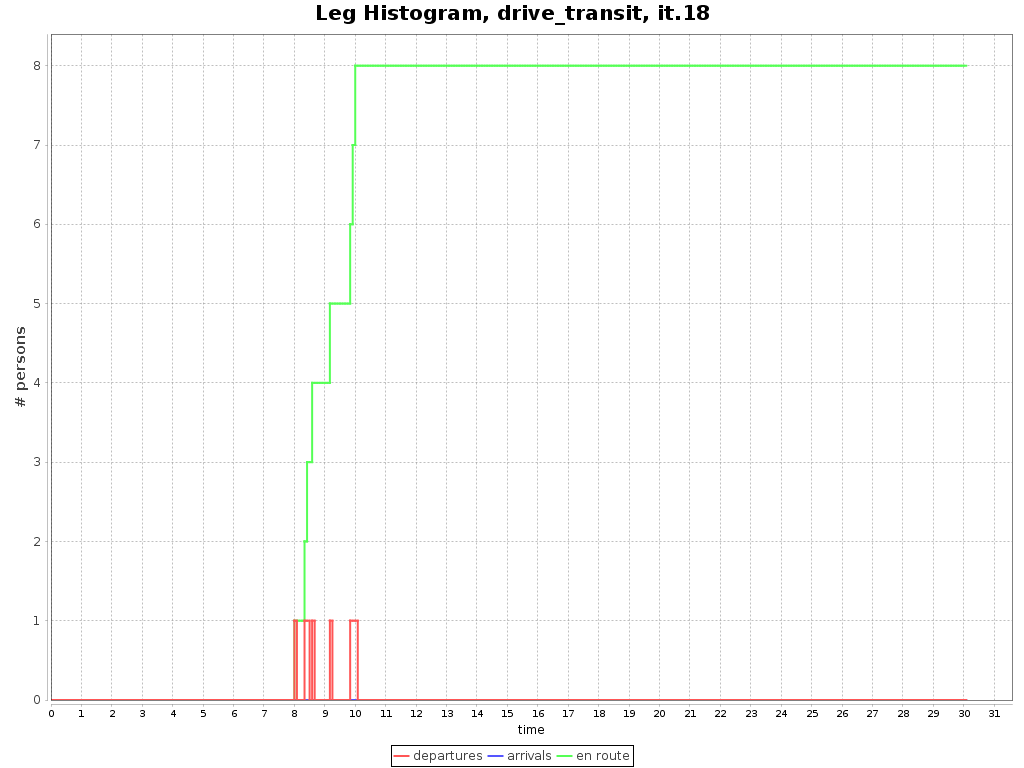 Leg Histogram, drive_transit, it.18
# persons
8
7
6
5
4
3
2
1
0
0 1 2 3 4 5 6 7 8 9 10 11 12 13 14 15 16 17 18 19 20 21 22 23 24 25 26 27 28 29 30 31
time
departures arrivals en route